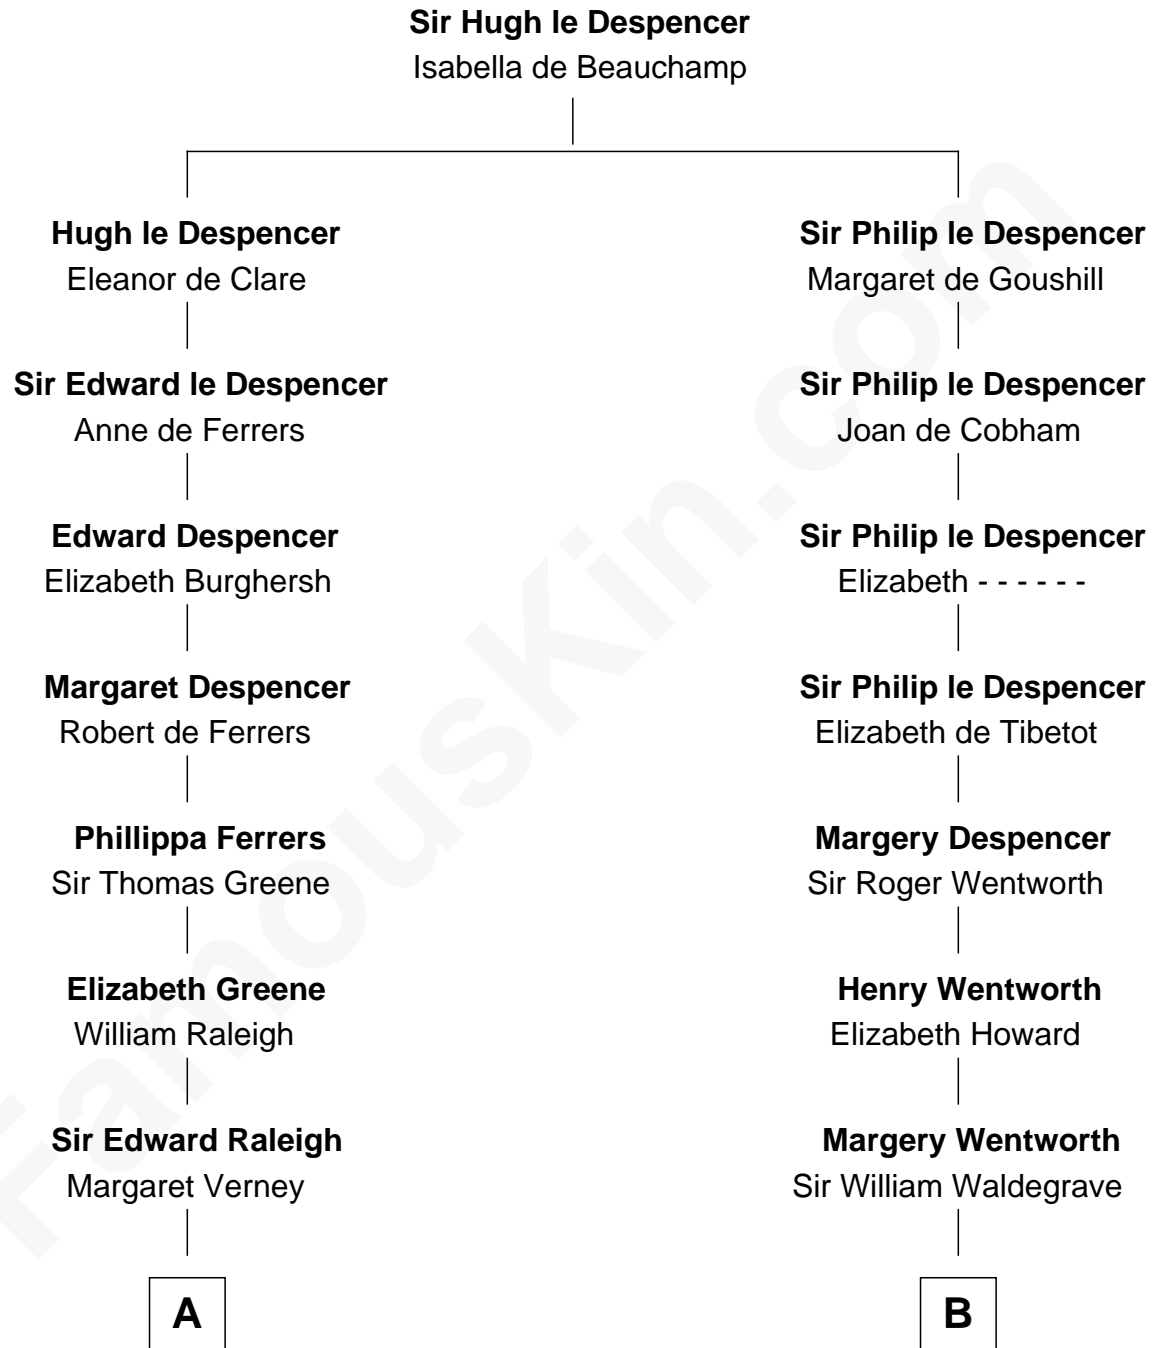 Sir Hugh le Despencer
Isabella de Beauchamp
Hugh le Despencer
Eleanor de Clare
Sir Edward le Despencer
Anne de Ferrers
Edward Despencer
Elizabeth Burghersh
Margaret Despencer
Robert de Ferrers
Phillippa Ferrers
Sir Thomas Greene
Elizabeth Greene
William Raleigh
Sir Edward Raleigh
Margaret Verney
A
Sir Philip le Despencer
Margaret de Goushill
Sir Philip le Despencer
Joan de Cobham
Sir Philip le Despencer
Elizabeth - - - - - -
Sir Philip le Despencer
Elizabeth de Tibetot
Margery Despencer
Sir Roger Wentworth
Henry Wentworth
Elizabeth Howard
Margery Wentworth
Sir William Waldegrave
B
FamousKin.com